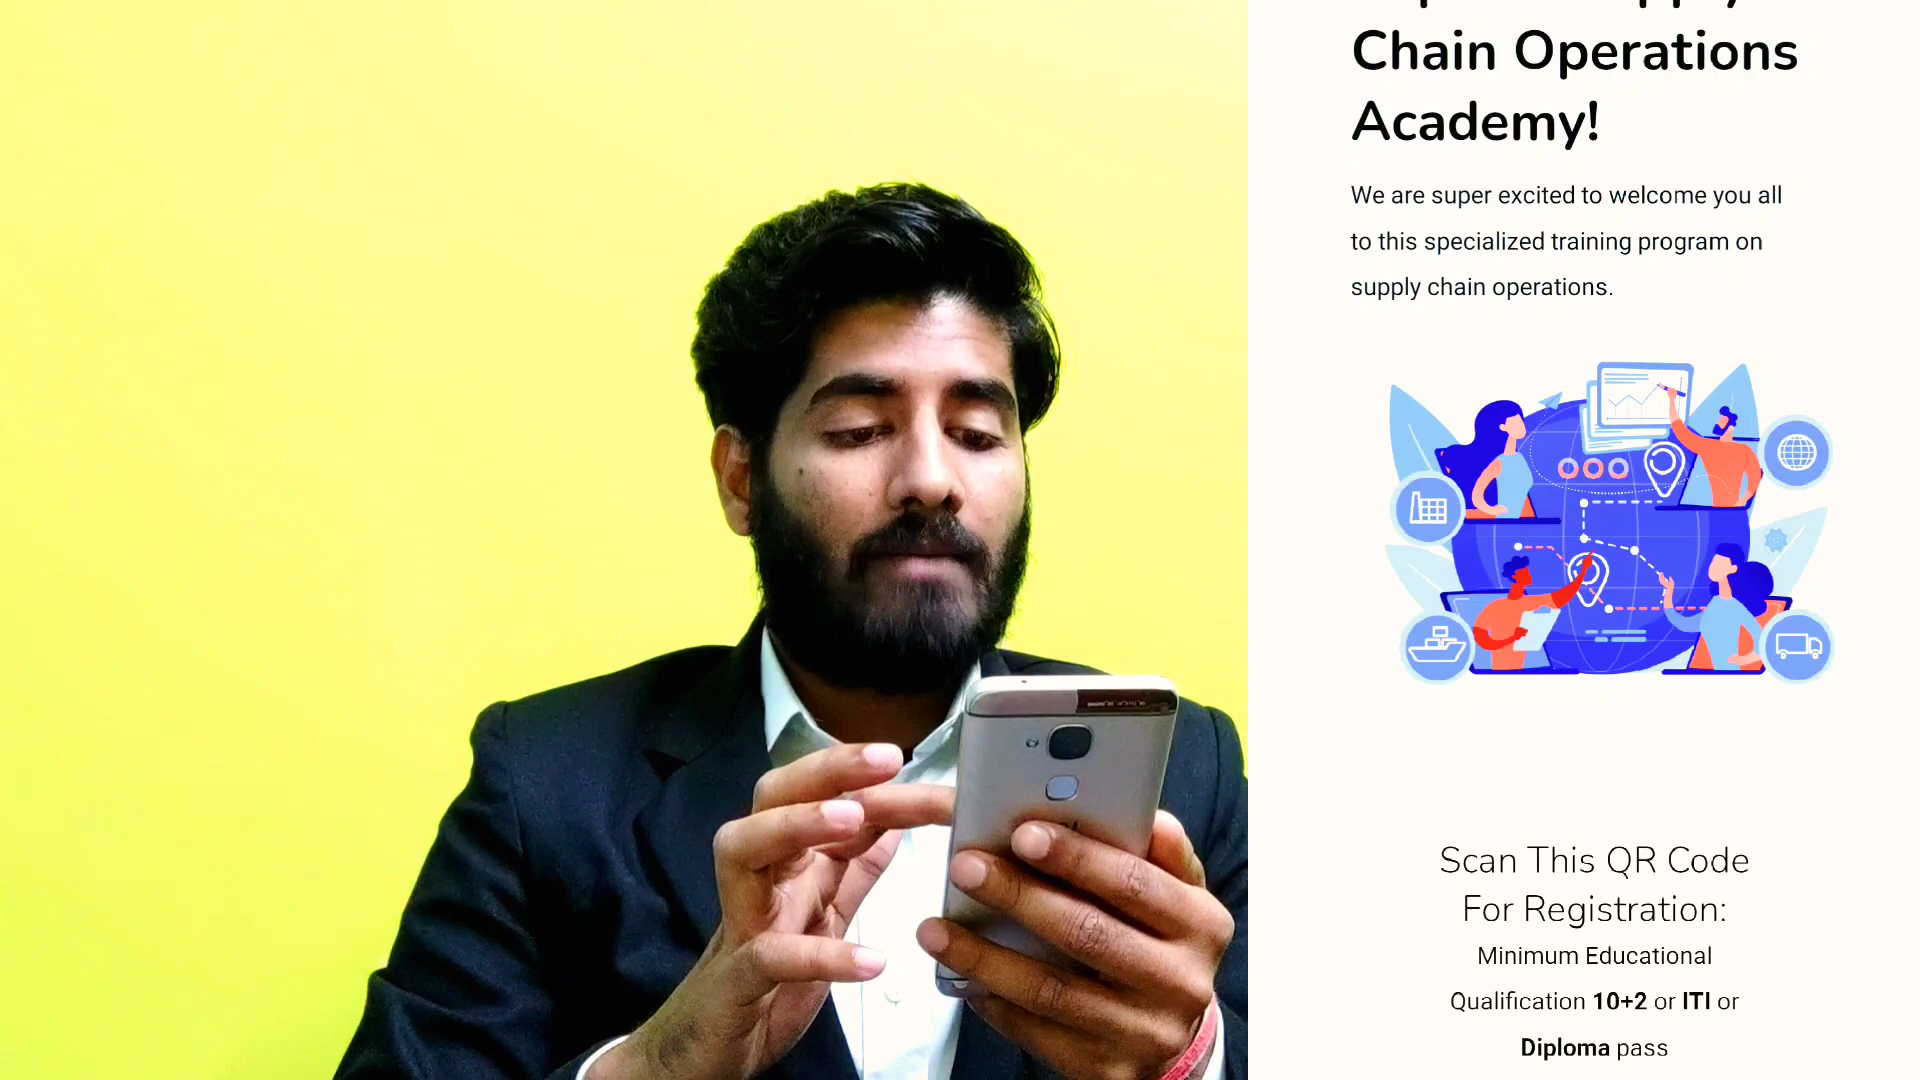 Chain Operations
Academy!
We are super excited to welcome you all
to this specialized training program on
supply chain operations.
Scan This QR Code
For Registration:
Minimum Educational
Qualification 10+2 or ITI or
Diploma pass